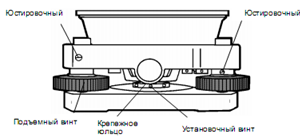 Юстировочный
Юстировочный
Подъемный винт
Крепежное
кольцо
Установочный винт